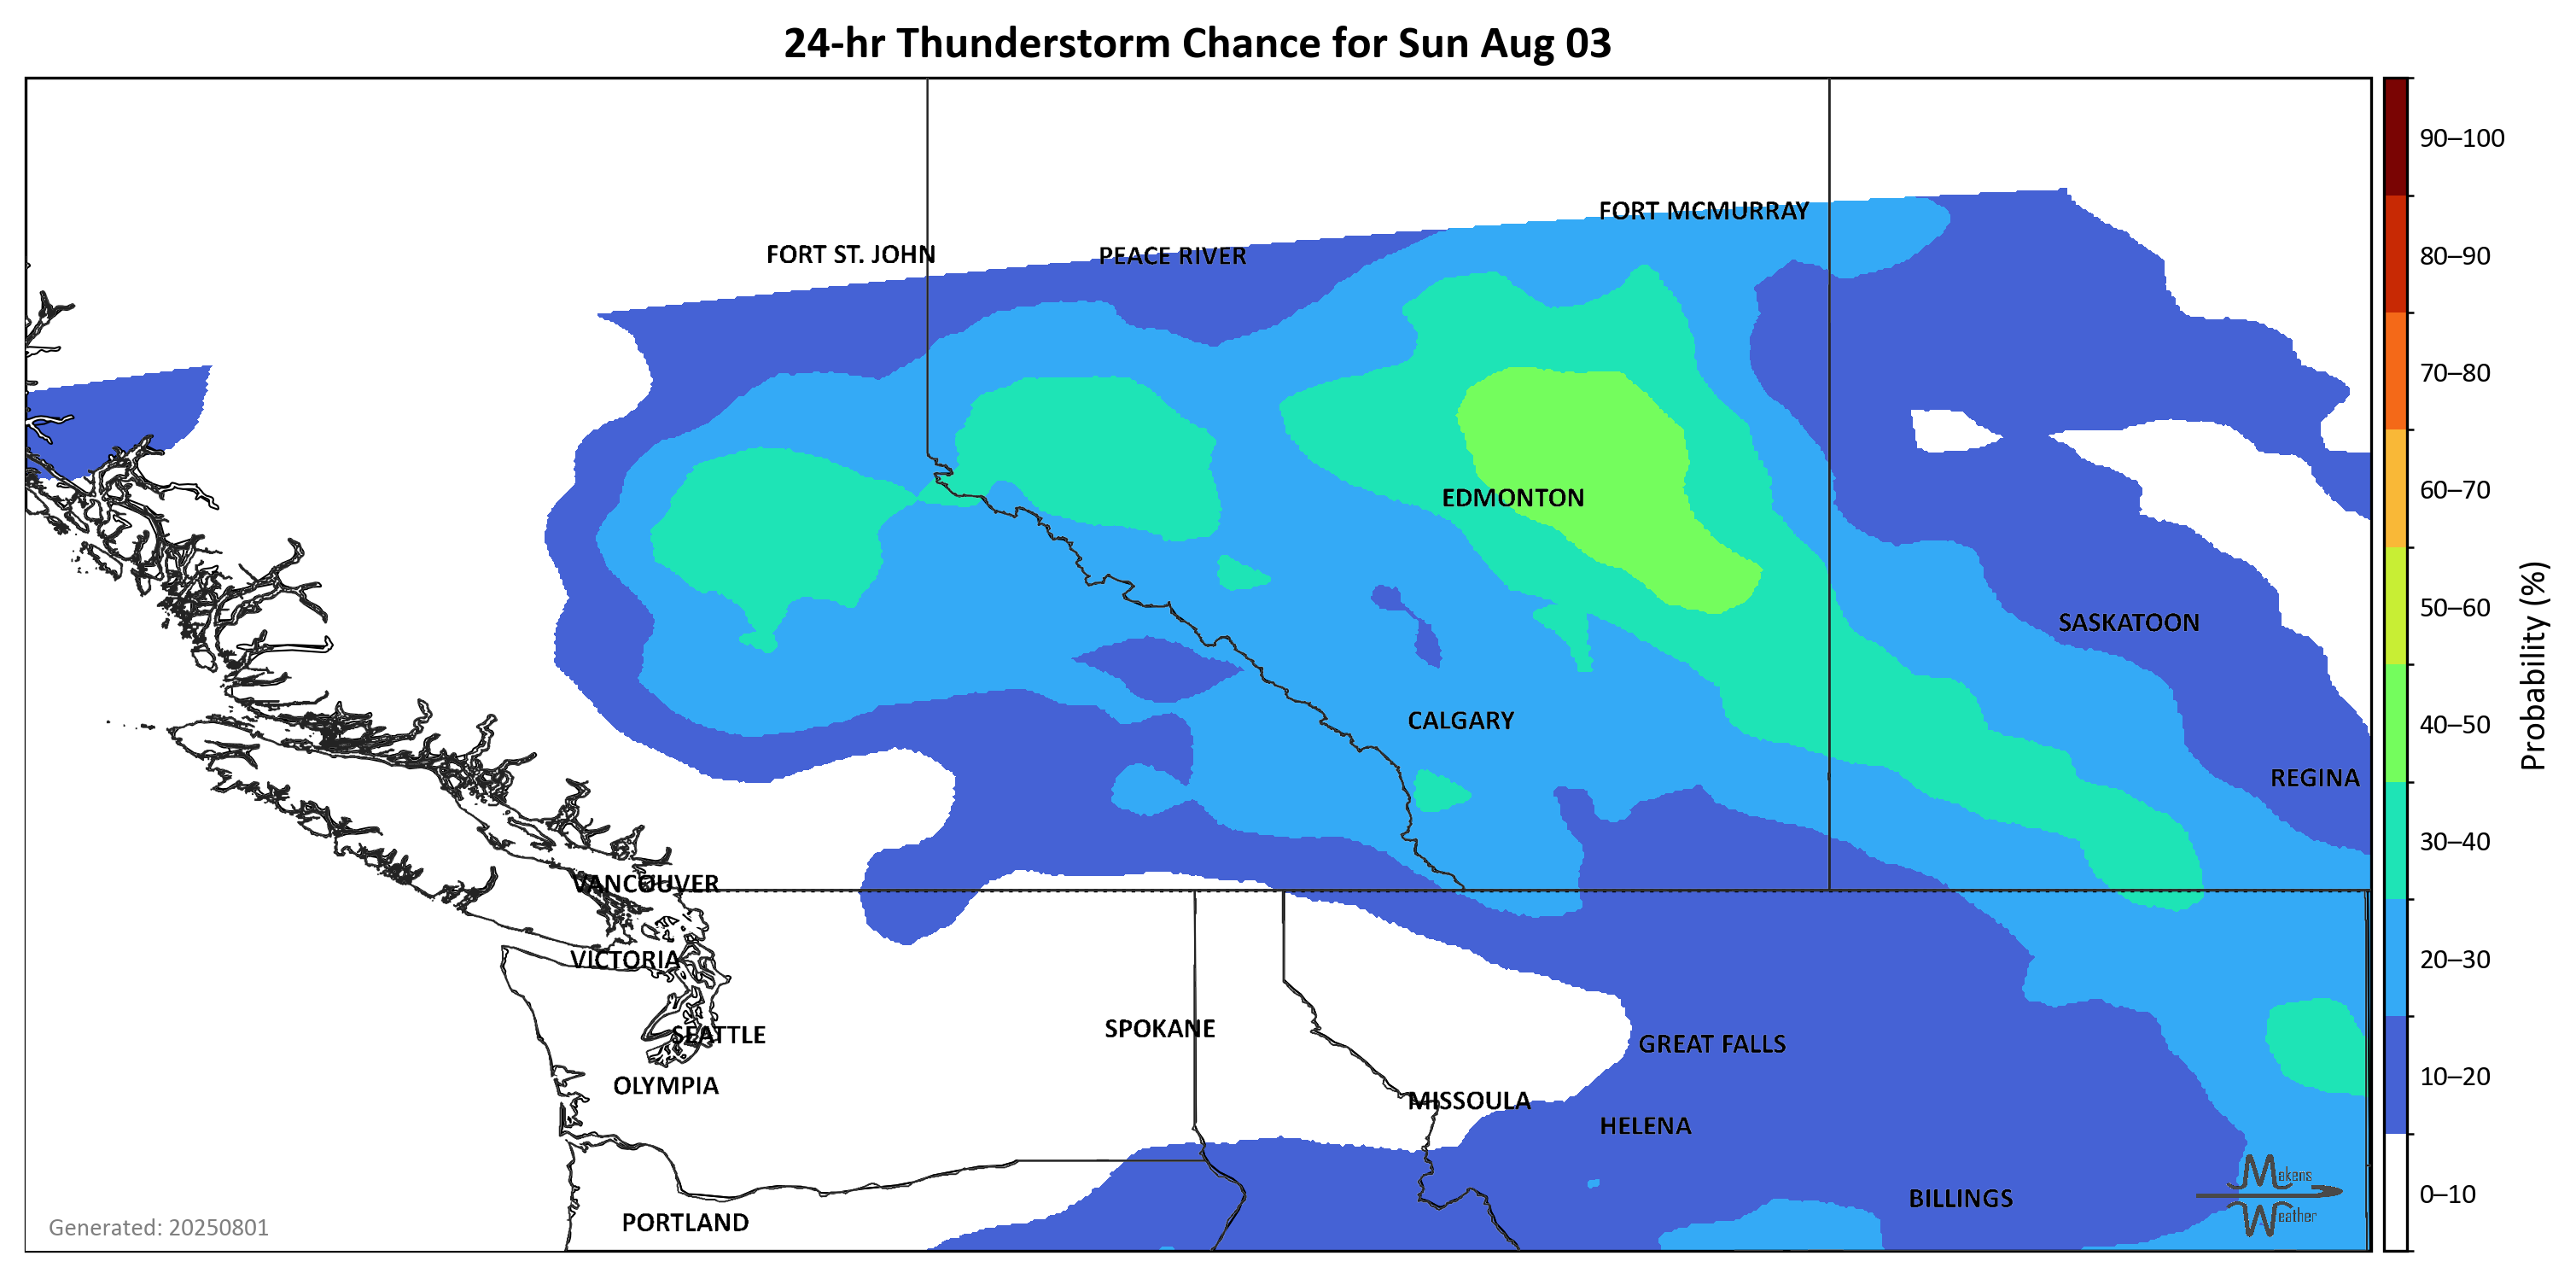 24-hr Thunderstorm Chance for Sun Aug 03
FORT MCMURRAY
FORT ST. JOHN
PEACE RIVER
EDMONTON
SASKATOON
CALGARY
REGINA
VANCOUVER
VICTORIA
SEATTLE
SPOKANE
GREAT FALLS
OLYMPIA
MISSOULA
HELENA
BILLINGS
PORTLAND
Makens
Weather
Generated: 20250801
90–100
80–90
70–80
60–70
50–60
40–50
30–40
20–30
10–20
0–10
Probability (%)